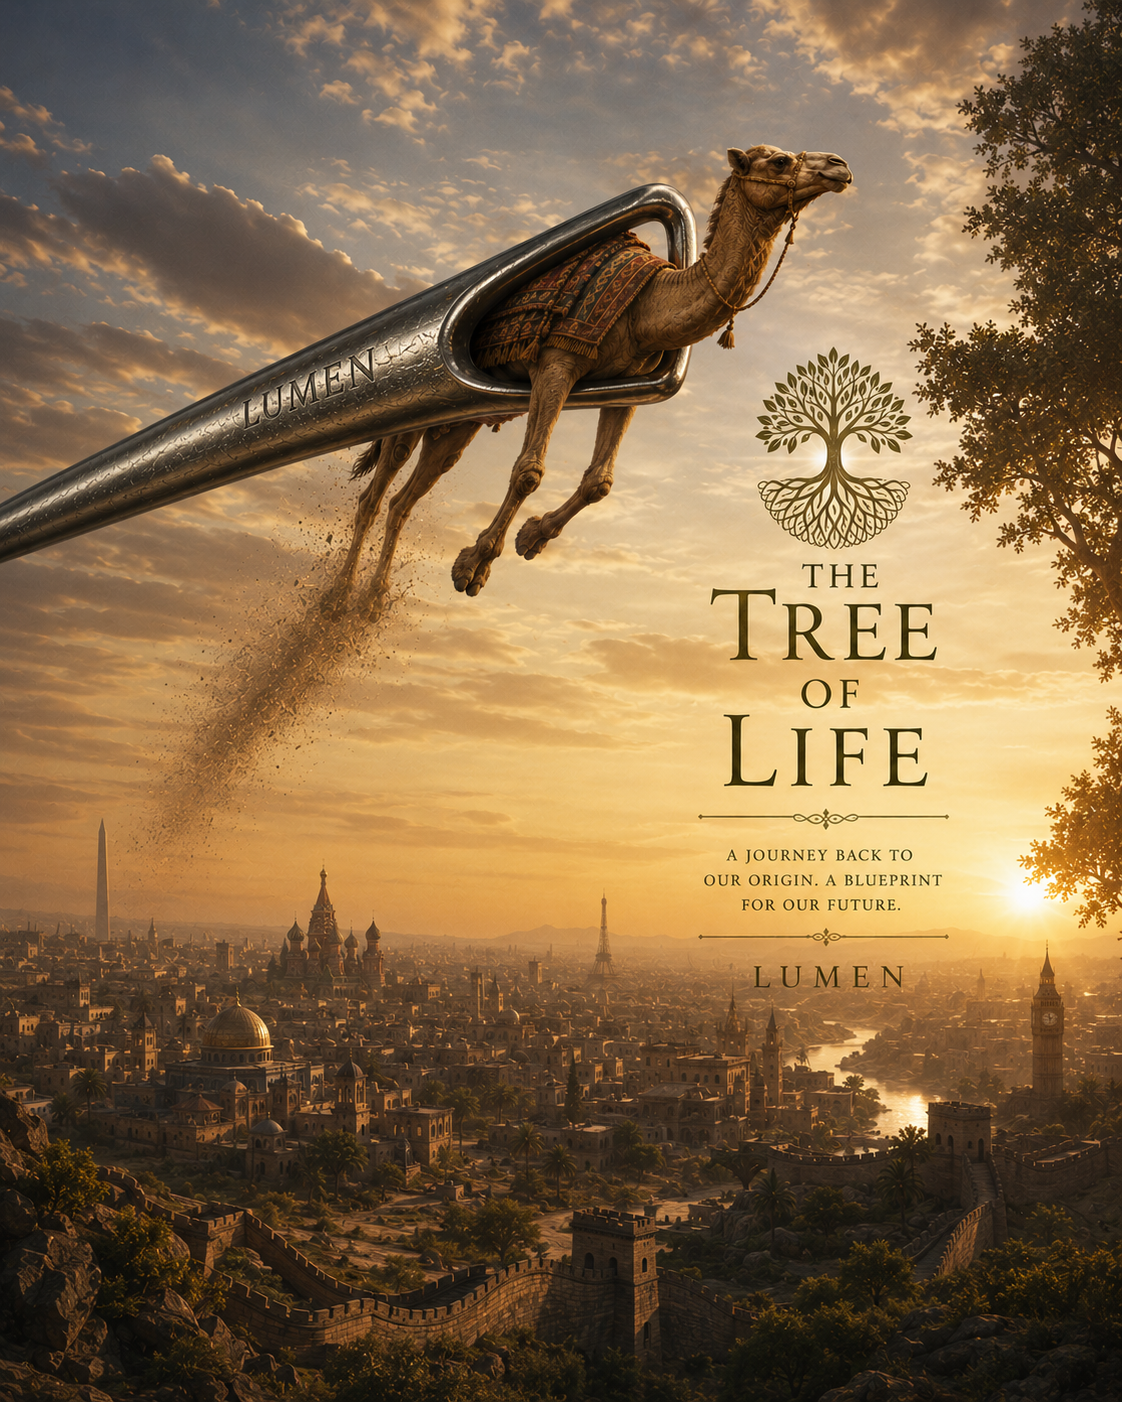 LUMEN
THE
TREE
OF
LIFE
A JOURNEY BACK TO
OUR ORIGIN. A BLUEPRINT
FOR OUR FUTURE.
LUMEN